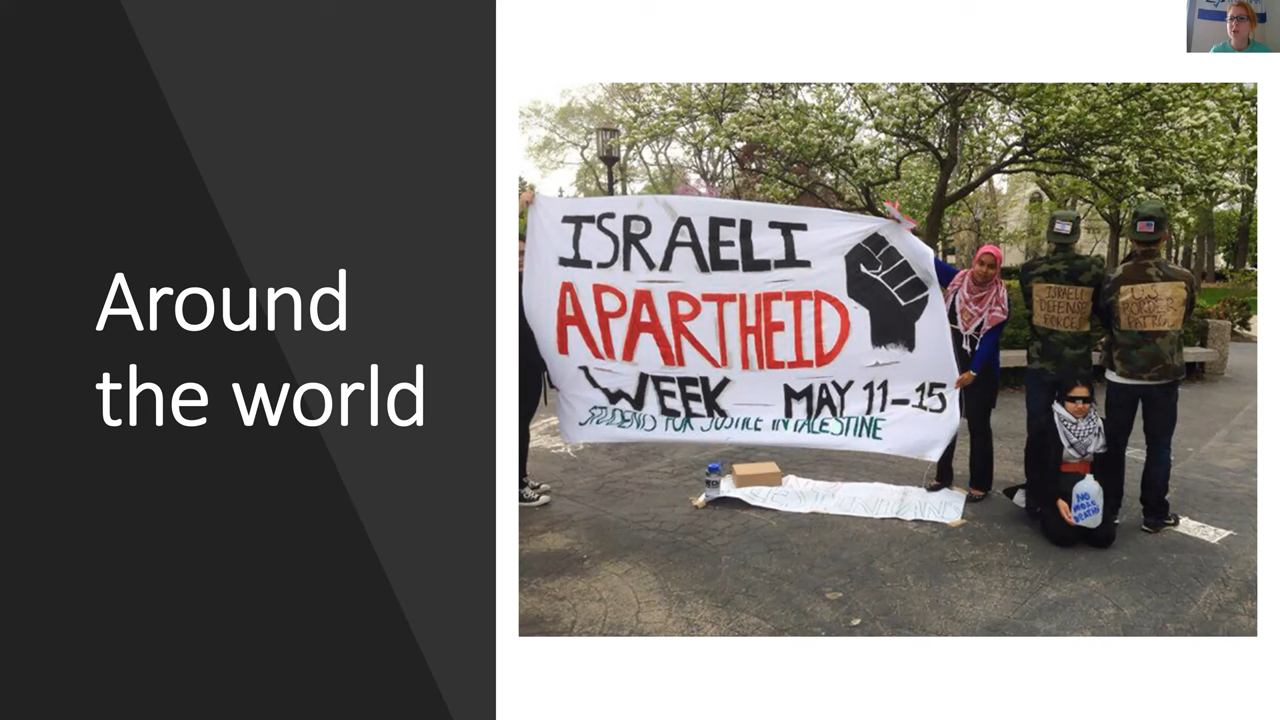 Around
the world
ISRAELI
APARTHEID
WEEK MAY 11-15
STUDENTS FOR JUSTICE IN PALESTINE
ISRAELI
DEFENSE
FORCE
U.S
BORDER
PATROL
NO
MORE
DEATHS